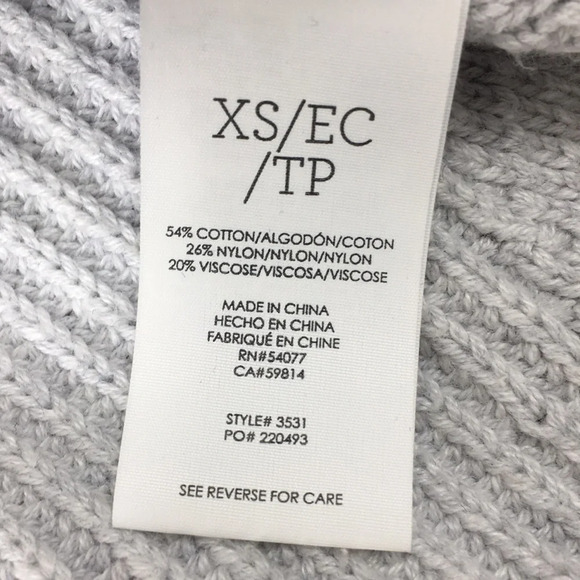 XS/EC
/TP
54% COTTON/ALGODÓN/COTON
26% NYLON/NYLON/NYLON
20% VISCOSE/VISCOSA/VISCOSE
MADE IN CHINA
HECHO EN CHINA
FABRIQUÉ EN CHINE
RN#54077
CA#59814
STYLE# 3531
PO# 220493
SEE REVERSE FOR CARE